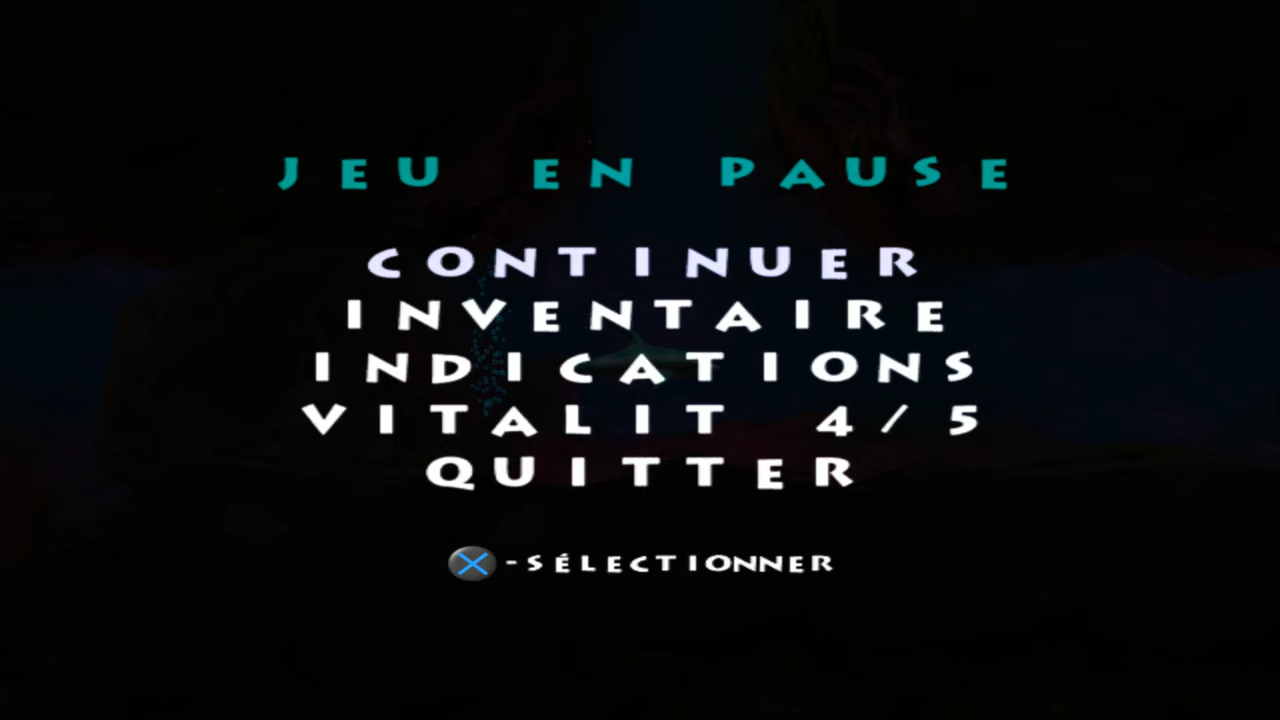 JEU EN PAUSE
CONTINUER
INVENTAIRE
INDICATIONS
VITALIT 4/5
QUITTER
-SÉLECTIONNER